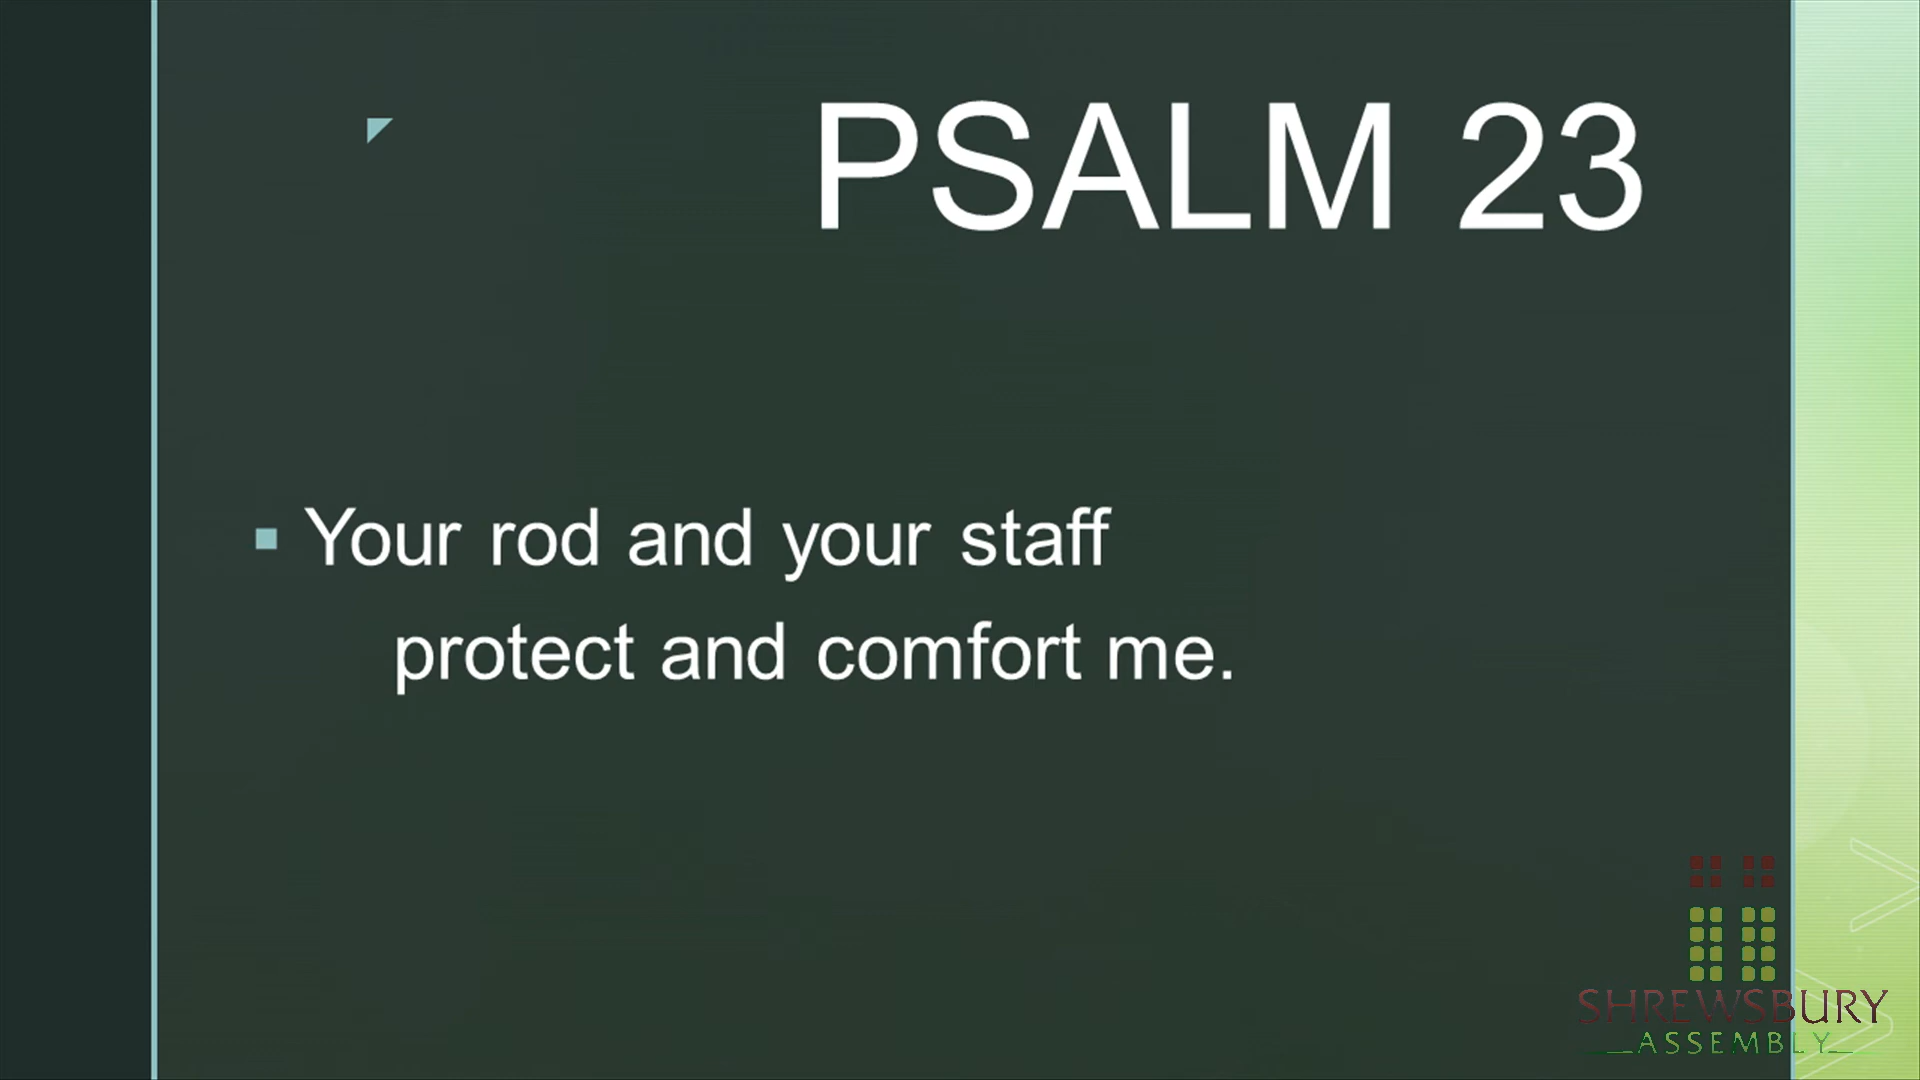 PSALM 23
Your rod and your staff
protect and comfort me.
SHREWSBURY
ASSEMBLY